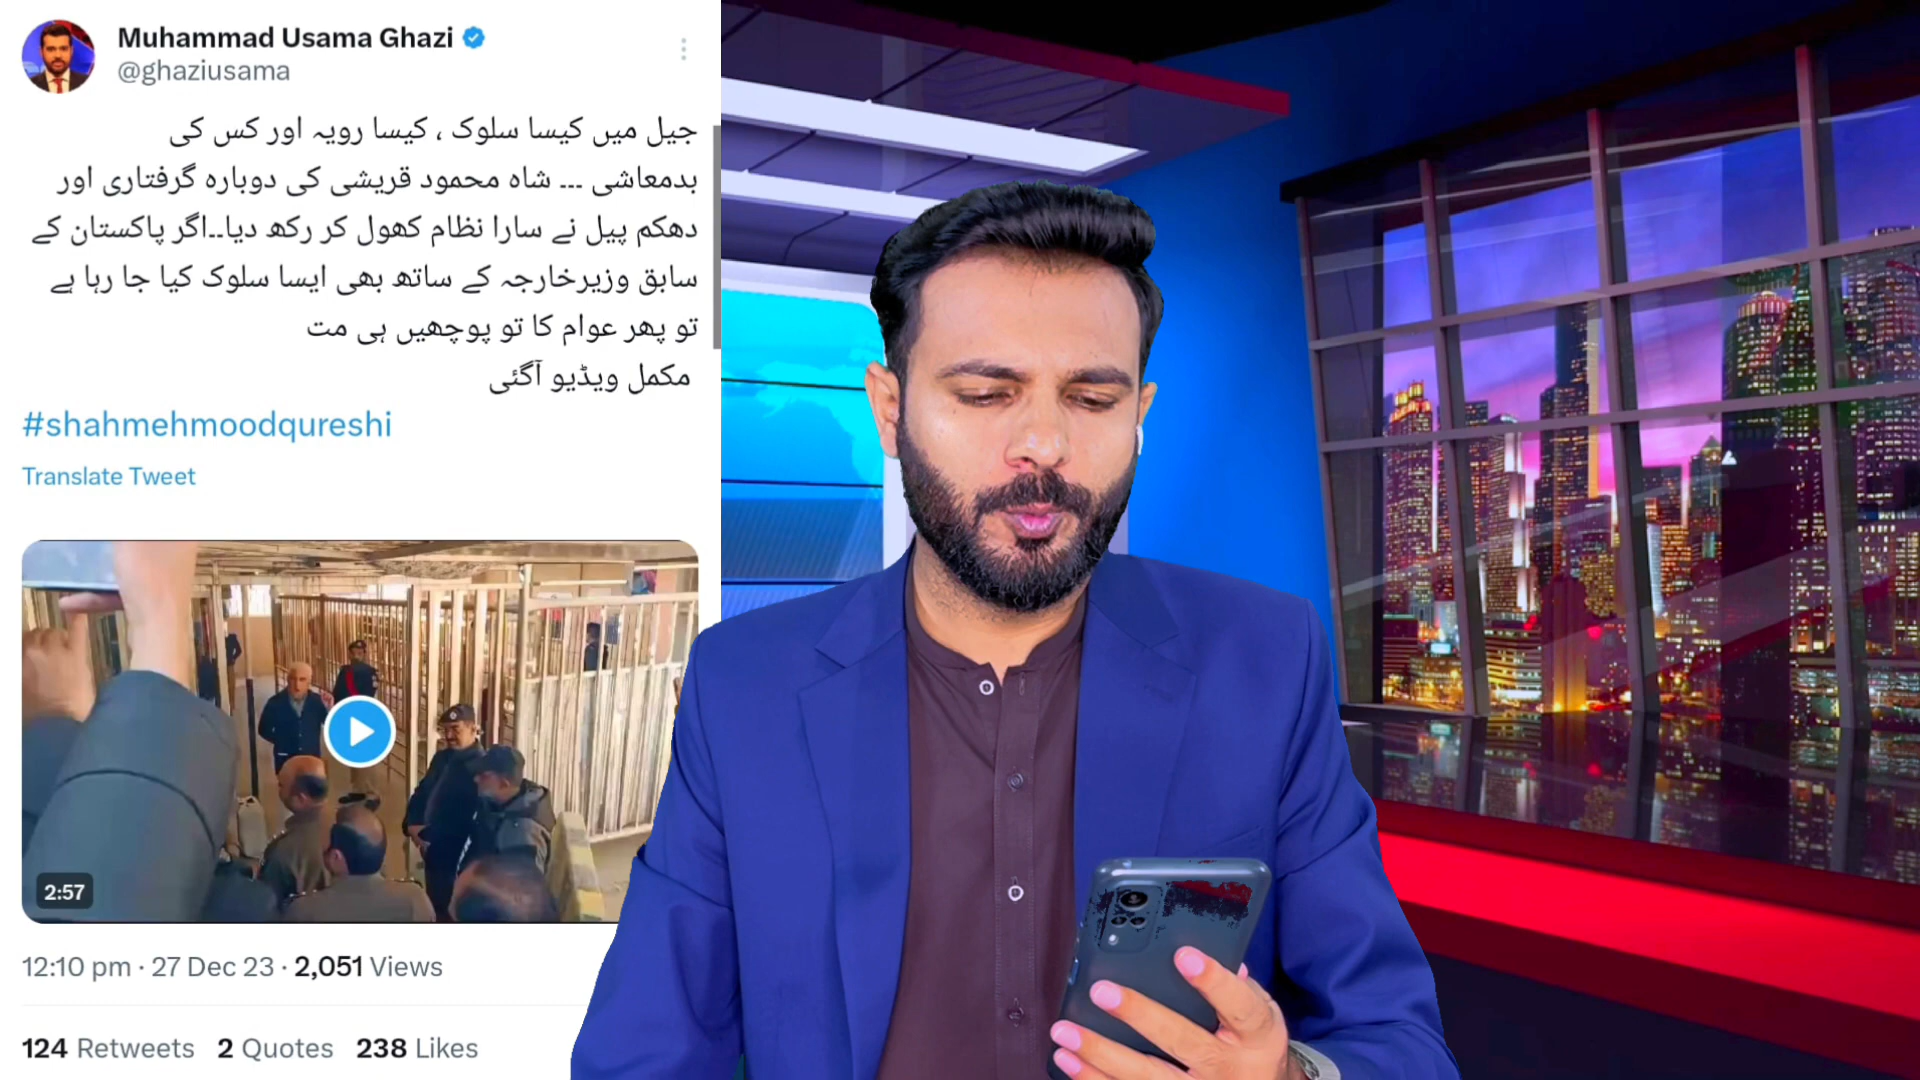 Muhammad Usama Ghazi
@ghaziusama
جیل میں کیسا سلوک ، کیسا رویہ اور کس کی
بدمعاشی ... شاہ محمود قریشی کی دوبارہ گرفتاری اور
دھکم پیل نے سارا نظام کھول کر رکھ دیا..اگر پاکستان کے
سابق وزیرخارجہ کے ساتھ بھی ایسا سلوک کیا جا رہا ہے
تو پھر عوام کا تو پوچھیں ہی مت
مکمل ویڈیو آگئی
#shahmehmoodqureshi
Translate Tweet
2:57
12:10 pm · 27 Dec 23 · 2,051 Views
124 Retweets 2 Quotes 238 Likes